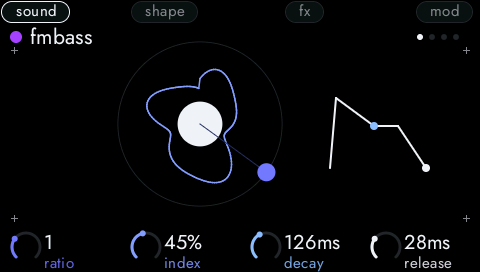 sound shape fx mod
fmbass
1 45% 126ms 28ms
ratio index decay release